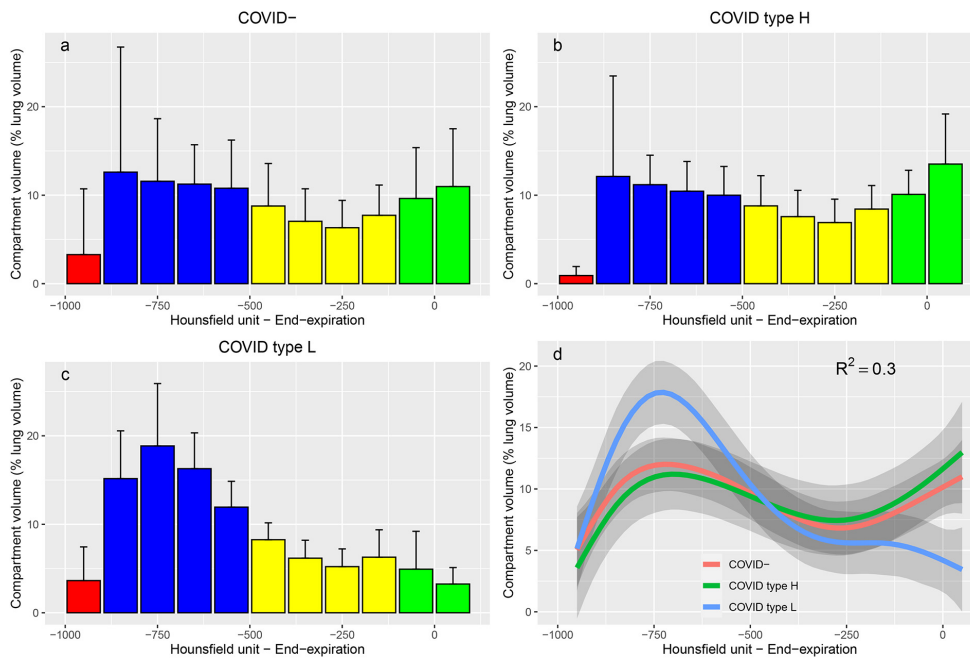 COVID−
a
Compartment volume (% lung volume)
20
10
0
−1000
−750
−500
−250
0
Hounsfield unit − End−expiration
COVID type H
b
Compartment volume (% lung volume)
20
10
0
−1000
−750
−500
−250
0
Hounsfield unit − End−expiration
COVID type L
c
Compartment volume (% lung volume)
20
10
0
−1000
−750
−500
−250
0
Hounsfield unit − End−expiration
d
R² = 0.3
Compartment volume (% lung volume)
20
15
10
5
0
COVID−
COVID type H
COVID type L
−1000
−750
−500
−250
0
Hounsfield unit − End−expiration